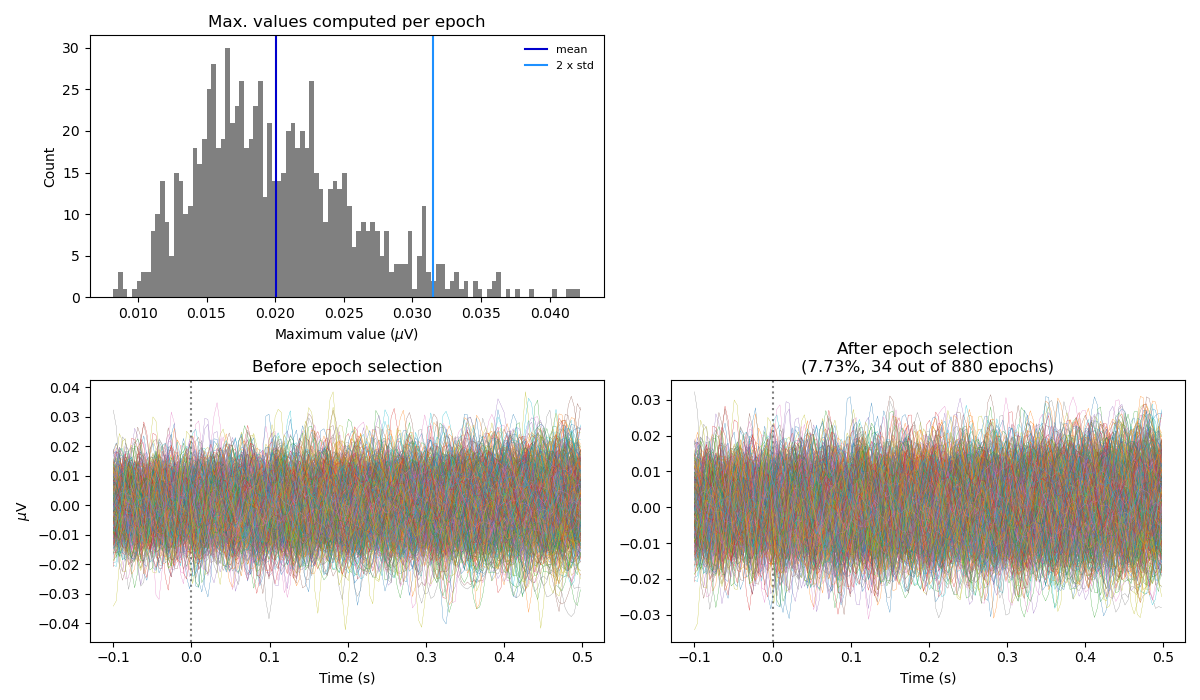 Max. values computed per epoch
30
25
20
15
10
5
0
Count
mean
2 x std
0.010 0.015 0.020 0.025 0.030 0.035 0.040
Maximum value (μV)
Before epoch selection
0.04
0.03
0.02
0.01
0.00
−0.01
−0.02
−0.03
−0.04
μV
−0.1 0.0 0.1 0.2 0.3 0.4 0.5
Time (s)
After epoch selection
(7.73%, 34 out of 880 epochs)
0.03
0.02
0.01
0.00
−0.01
−0.02
−0.03
−0.1 0.0 0.1 0.2 0.3 0.4 0.5
Time (s)